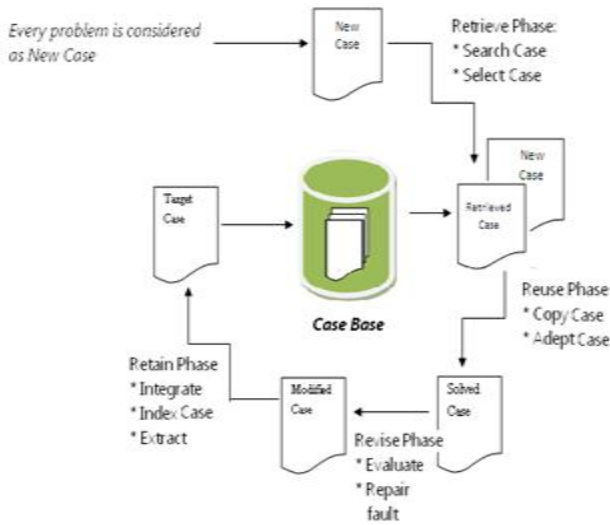 Every problem is considered
as New Case
New
Case
Retrieve Phase:
* Search Case
* Select Case
New
Case
Retrieved
Case
Target
Case
Case Base
Reuse Phase
* Copy Case
* Adept Case
Retain Phase
* Integrate
* Index Case
* Extract
Modified
Case
Solved
Case
Revise Phase
* Evaluate
* Repair
fault